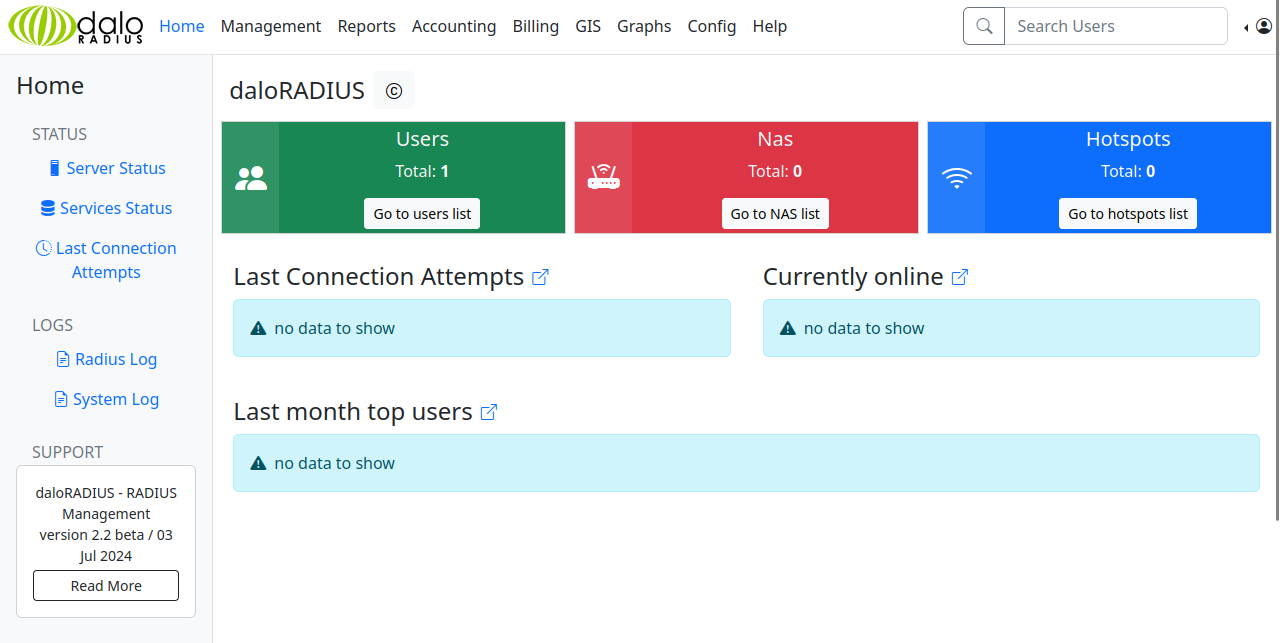 dalo
RADIUS
Home Management Reports Accounting Billing GIS Graphs Config Help
Search Users
Home
STATUS
Server Status
Services Status
Last Connection
Attempts
LOGS
Radius Log
System Log
SUPPORT
daloRADIUS - RADIUS
Management
version 2.2 beta / 03
Jul 2024
Read More
daloRADIUS ©
Users
Total: 1
Go to users list
Nas
Total: 0
Go to NAS list
Hotspots
Total: 0
Go to hotspots list
Last Connection Attempts
no data to show
Currently online
no data to show
Last month top users
no data to show